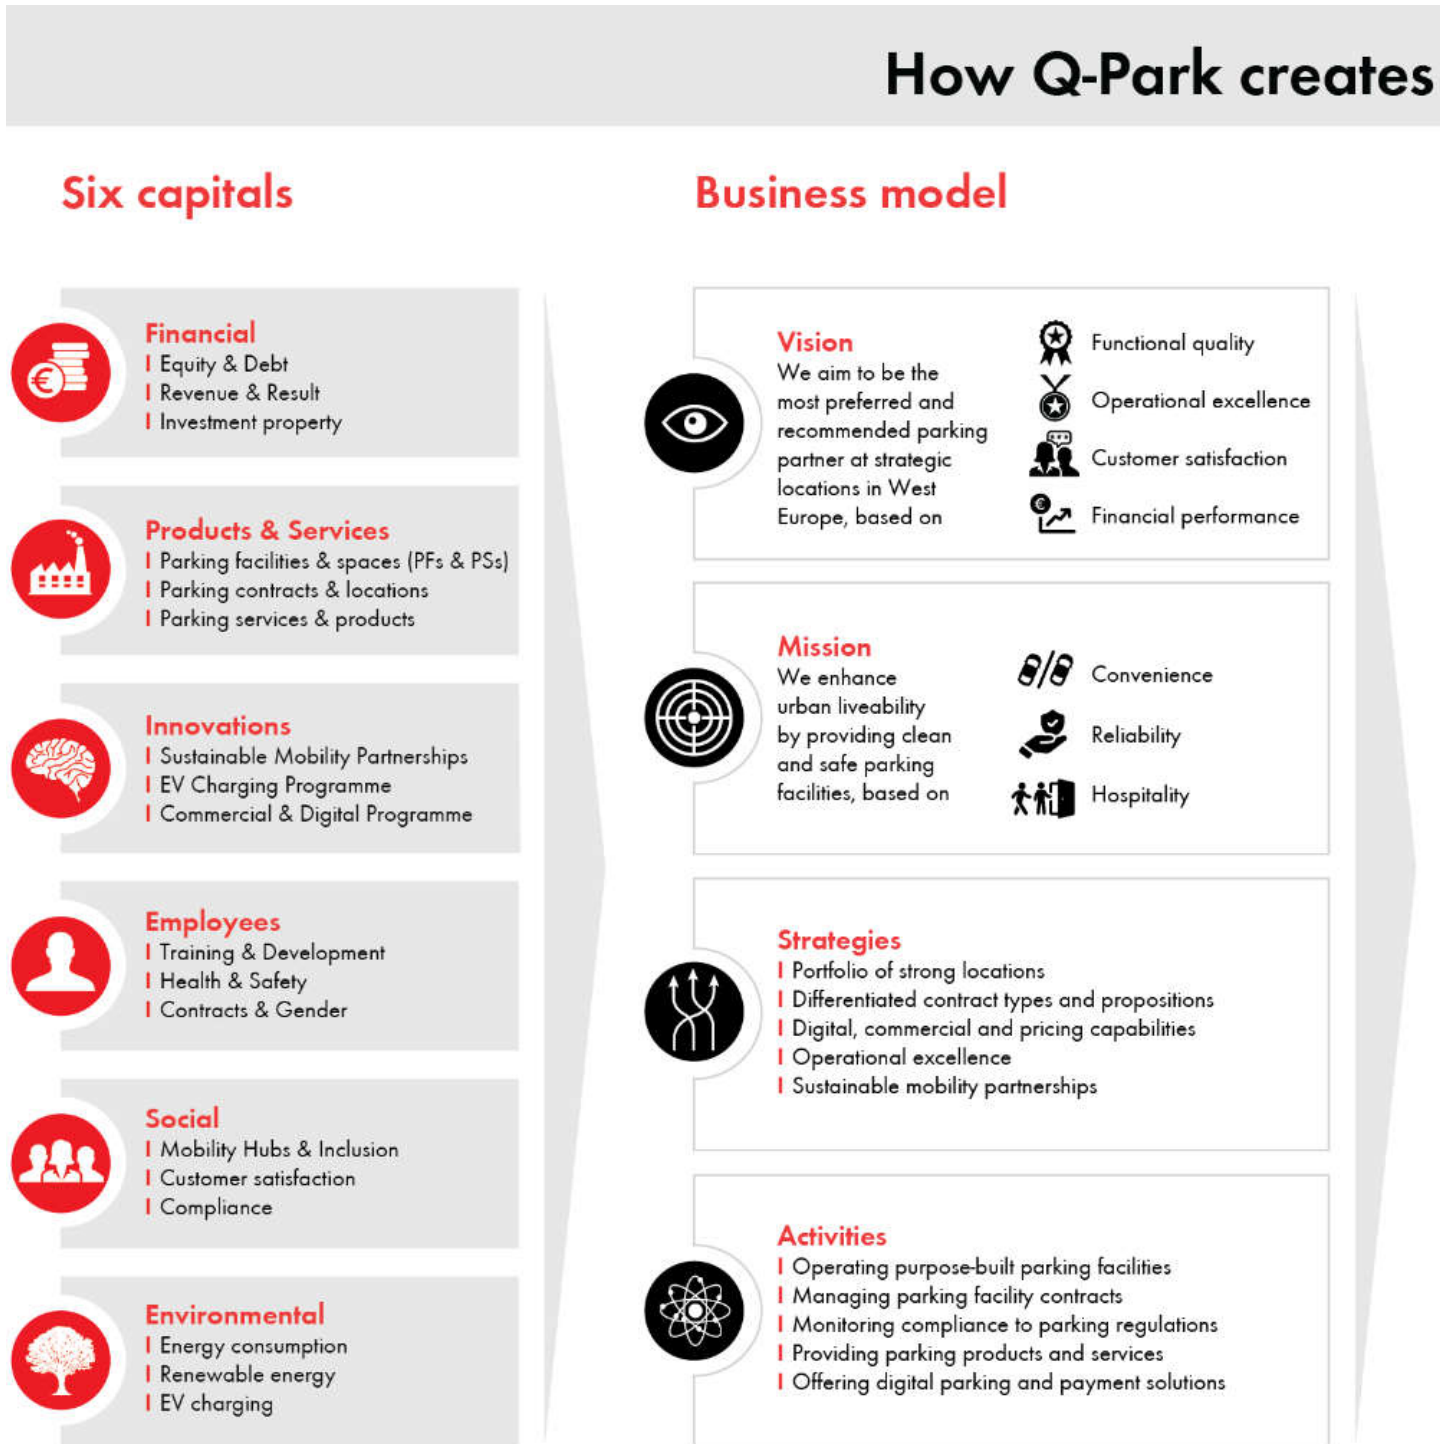 How Q-Park creates
Six capitals
Financial
Equity & Debt
Revenue & Result
Investment property
Products & Services
Parking facilities & spaces (PFs & PSs)
Parking contracts & locations
Parking services & products
Innovations
Sustainable Mobility Partnerships
EV Charging Programme
Commercial & Digital Programme
Employees
Training & Development
Health & Safety
Contracts & Gender
Social
Mobility Hubs & Inclusion
Customer satisfaction
Compliance
Environmental
Energy consumption
Renewable energy
EV charging
Business model
Vision
We aim to be the
most preferred and
recommended parking
partner at strategic
locations in West
Europe, based on
Functional quality
Operational excellence
Customer satisfaction
Financial performance
Mission
We enhance
urban liveability
by providing clean
and safe parking
facilities, based on
Convenience
Reliability
Hospitality
Strategies
Portfolio of strong locations
Differentiated contract types and propositions
Digital, commercial and pricing capabilities
Operational excellence
Sustainable mobility partnerships
Activities
Operating purpose-built parking facilities
Managing parking facility contracts
Monitoring compliance to parking regulations
Providing parking products and services
Offering digital parking and payment solutions